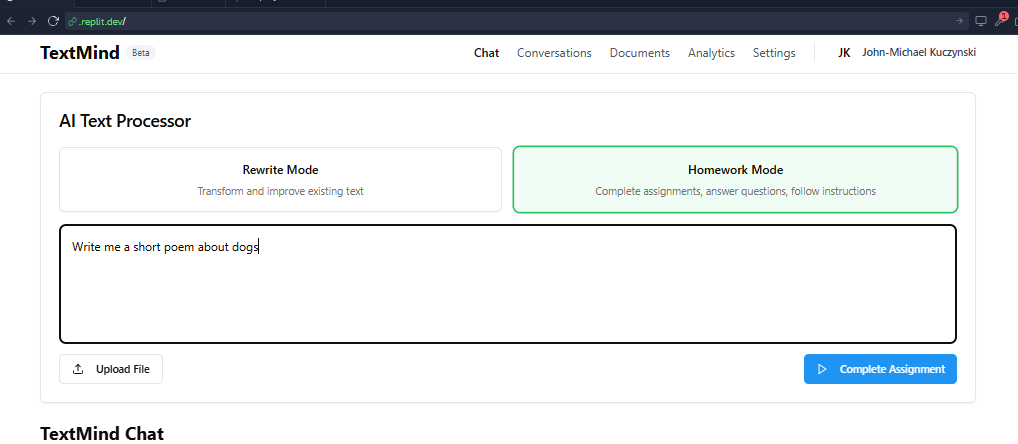 .replit.dev/
1
TextMind Beta
Chat Conversations Documents Analytics Settings JK John-Michael Kuczynski
AI Text Processor
Rewrite Mode
Transform and improve existing text
Homework Mode
Complete assignments, answer questions, follow instructions
Write me a short poem about dogs
Upload File
Complete Assignment
TextMind Chat